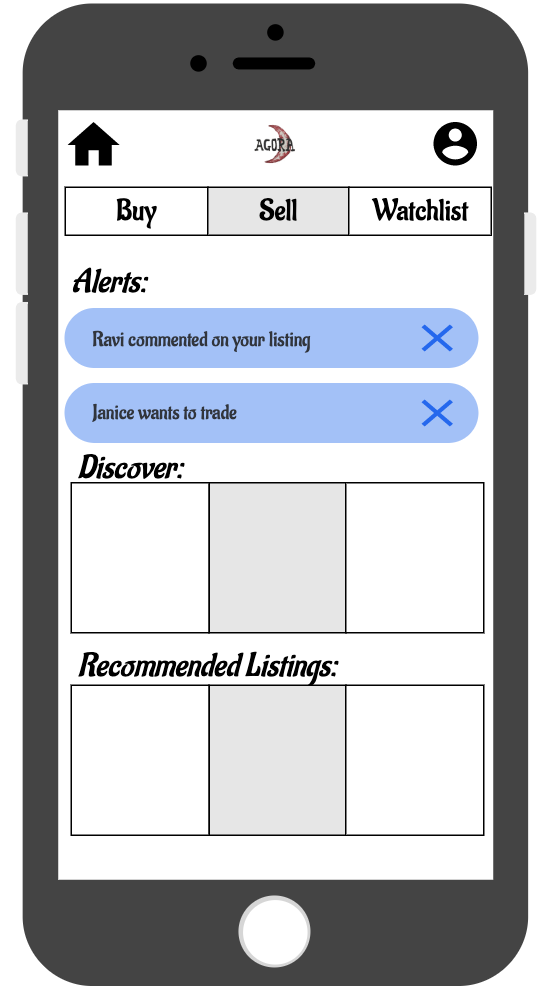 AGORA
Buy Sell Watchlist
Alerts:
Ravi commented on your listing
Janice wants to trade
Discover:
Recommended Listings: